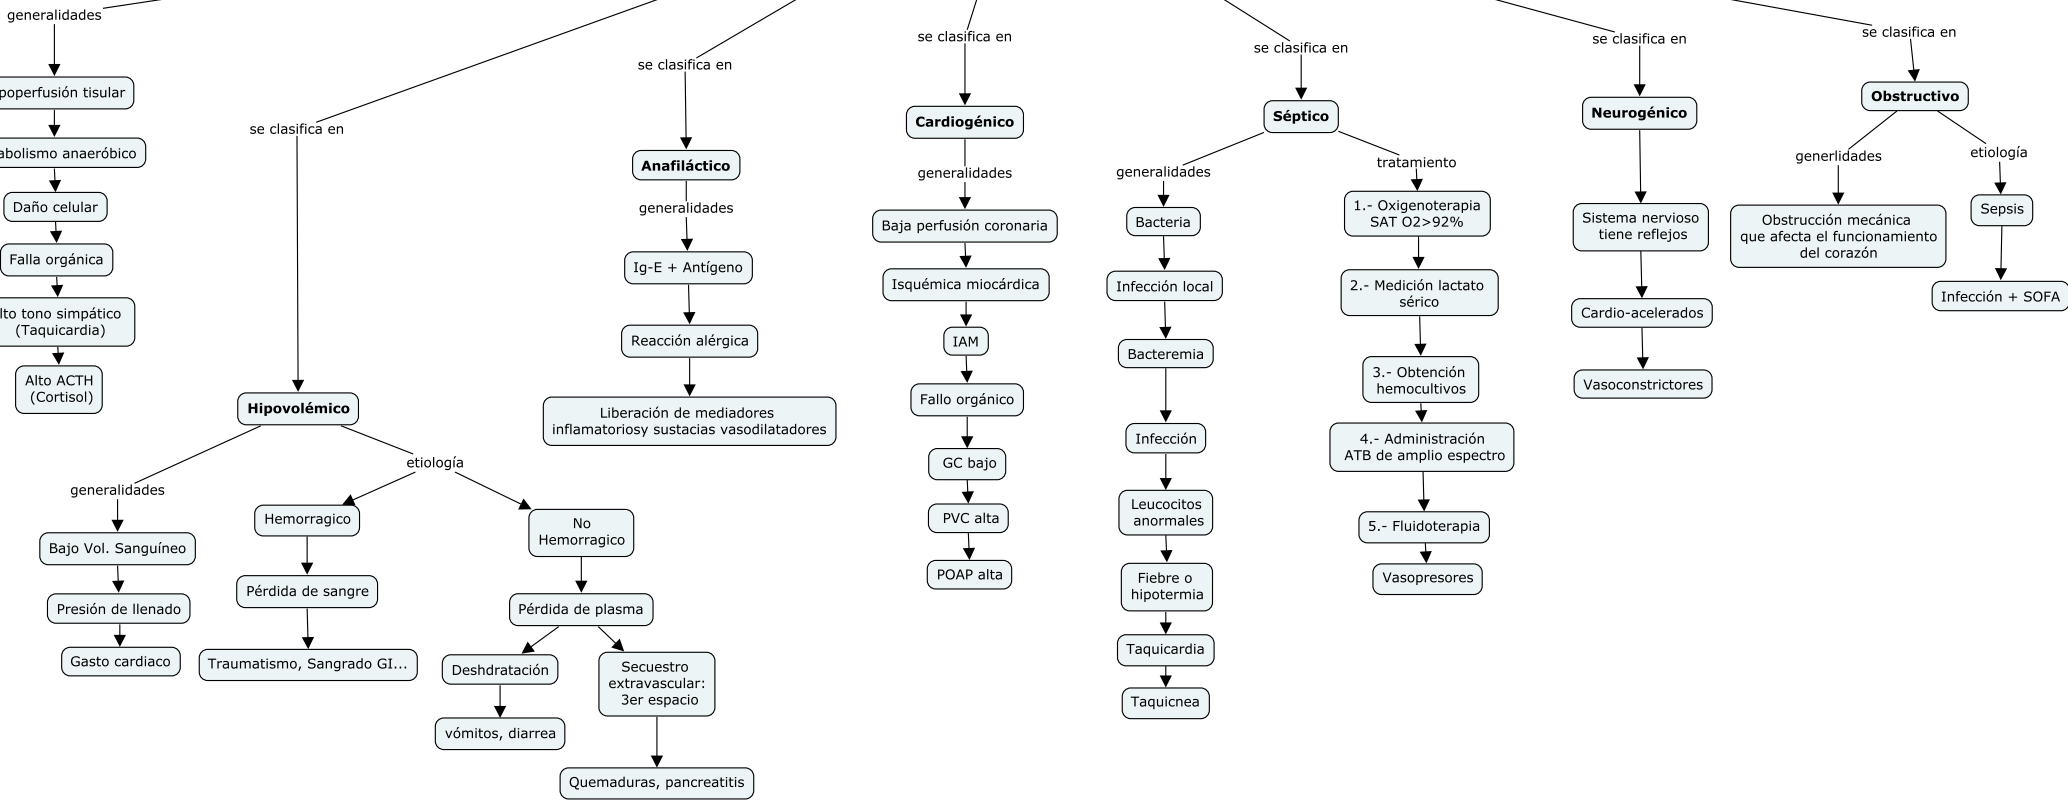 generalidades
poperfusión tisular
abolismo anaeróbico
Daño celular
Falla orgánica
lto tono simpático
(Taquicardia)
Alto ACTH
(Cortisol)
se clasifica en
Hipovolémico
generalidades
Bajo Vol. Sanguíneo
Presión de llenado
Gasto cardiaco
etiología
Hemorragico
Pérdida de sangre
Traumatismo, Sangrado GI...
No
Hemorragico
Pérdida de plasma
Deshdratación
vómitos, diarrea
Secuestro
extravascular:
3er espacio
Quemaduras, pancreatitis
se clasifica en
Anafiláctico
generalidades
Ig-E + Antígeno
Reacción alérgica
Liberación de mediadores
inflamatoriosy sustacias vasodilatadores
se clasifica en
Cardiogénico
generalidades
Baja perfusión coronaria
Isquémica miocárdica
IAM
Fallo orgánico
GC bajo
PVC alta
POAP alta
se clasifica en
Séptico
generalidades
Bacteria
Infección local
Bacteremia
Infección
Leucocitos
anormales
Fiebre o
hipotermia
Taquicardia
Taquicnea
tratamiento
1.- Oxigenoterapia
SAT O2>92%
2.- Medición lactato
sérico
3.- Obtención
hemocultivos
4.- Administración
ATB de amplio espectro
5.- Fluidoterapia
Vasopresores
se clasifica en
Neurogénico
Sistema nervioso
tiene reflejos
Cardio-acelerados
Vasoconstrictores
se clasifica en
Obstructivo
generlidades
Obstrucción mecánica
que afecta el funcionamiento
del corazón
etiología
Sepsis
Infección + SOFA